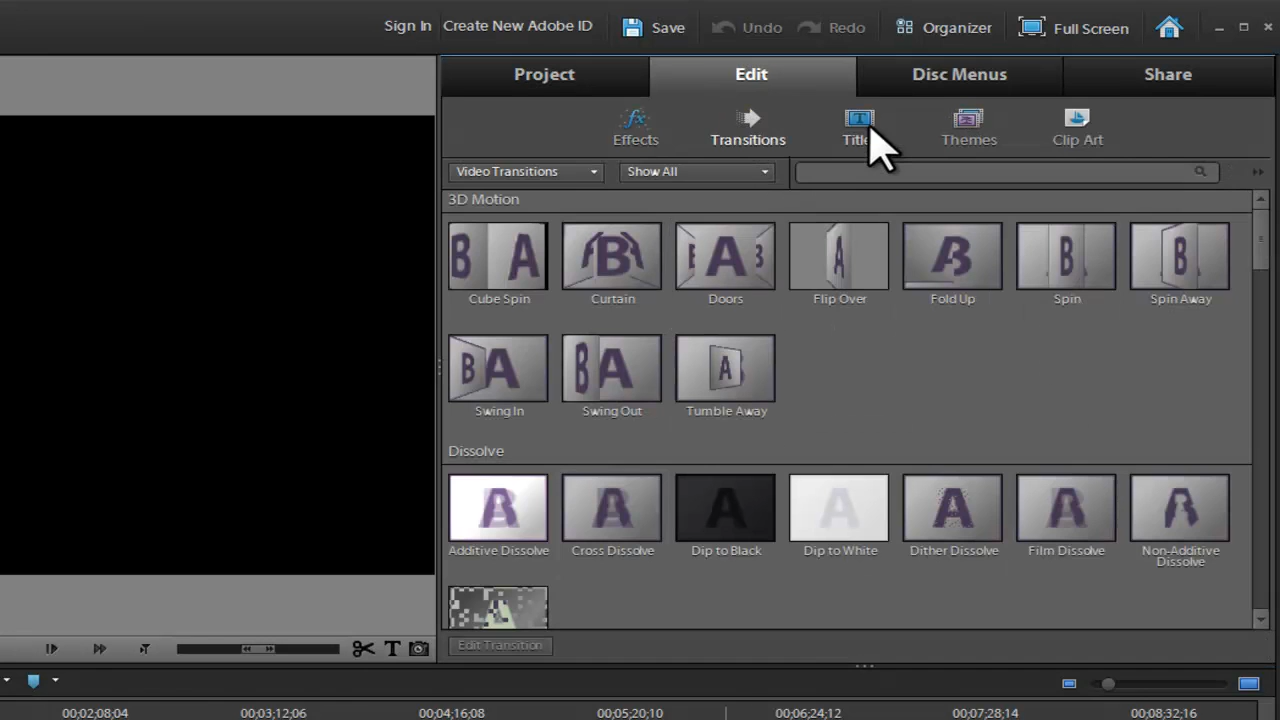 Sign In Create New Adobe ID Save Undo Redo Organizer Full Screen
Project Edit Disc Menus Share
Effects Transitions Themes Clip Art
Video Transitions Show All
3D Motion
Cube Spin Curtain Doors Flip Over Fold Up Spin Spin Away
Swing In Swing Out Tumble Away
Dissolve
Additive Dissolve Cross Dissolve Dip to Black Dip to White Dither Dissolve Film Dissolve Non-Additive
Dissolve
Edit Transition
00;02;08;04 00;03;12;06 00;04;16;08 00;05;20;10 00;06;24;12 00;07;28;14 00;08;32;16